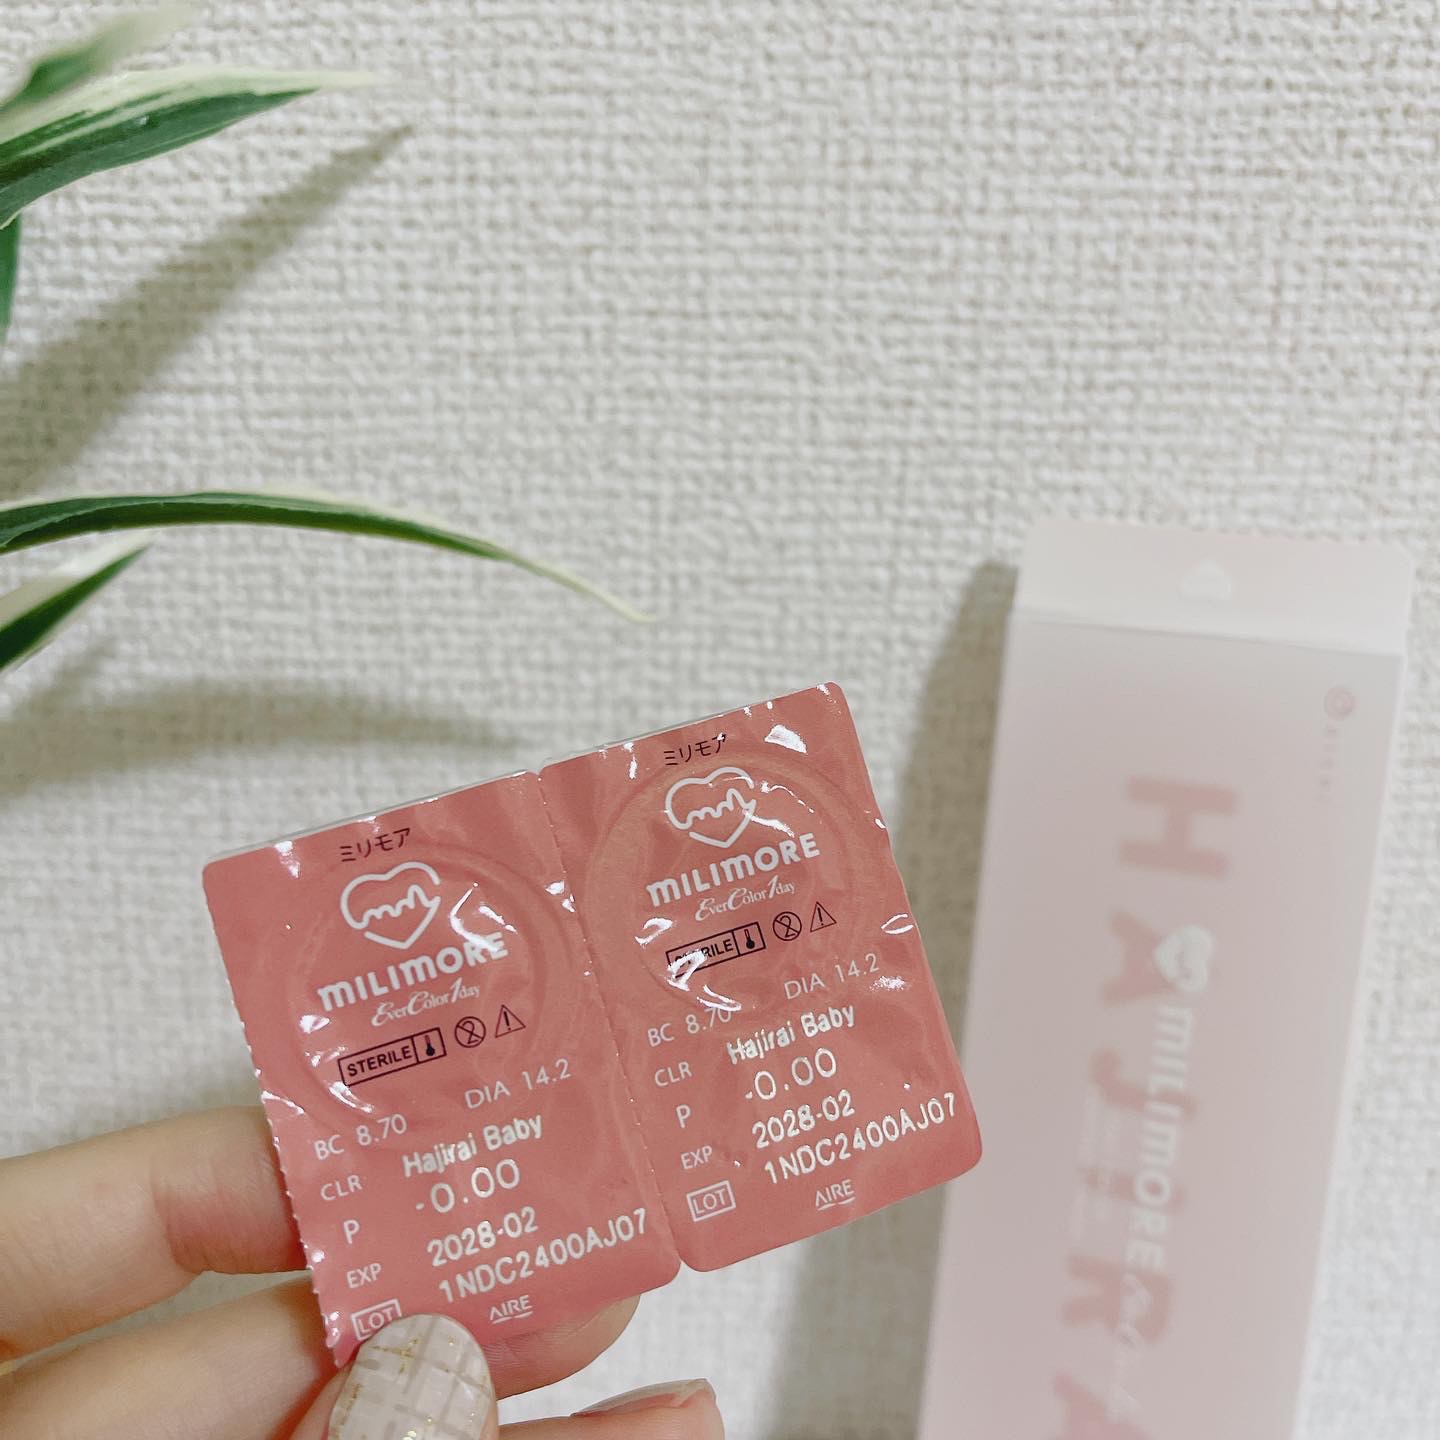 ミリモア
MILIMORE
EverColor1day
STERILE
BC 8.70 DIA 14.2
CLR Hajirai Baby
P -0.00
EXP 2028-02
LOT 1NDC2400AJ07
AIRE
ミリモア
MILIMORE
EverColor1day
STERILE
BC 8.70 DIA 14.2
CLR Hajirai Baby
P -0.00
EXP 2028-02
LOT 1NDC2400AJ07
AIRE
HAJIRA
MILIMORE